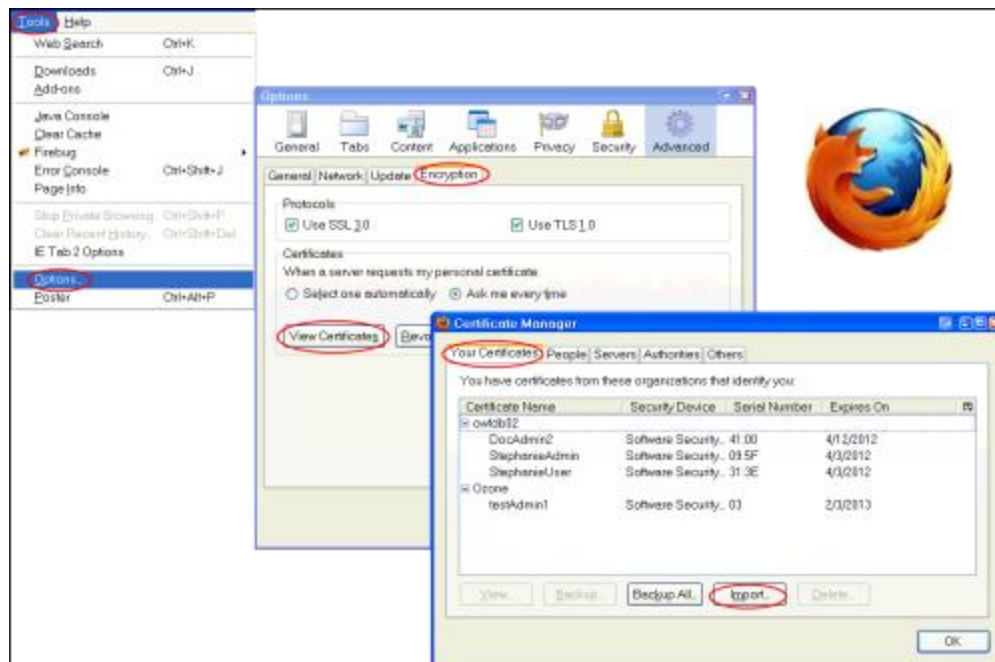 Tools Help
Web Search Ctrl+K
Downloads Ctrl+J
Add-ons
Java Console
Clear Cache
Firebug
Error Console Ctrl+Shift+J
Page Info
Stop Private Browsing Ctrl+Shift+P
Clear Recent History.. Ctrl+Shift+Del
IE Tab 2 Options
Options..
Poster Ctrl+Alt+P
Options
General Tabs Content Applications Privacy Security Advanced
General Network Update Encryption
Protocols
Use SSL 3.0 Use TLS 1.0
Certificates
When a server requests my personal certificate
Select one automatically Ask me every time
View Certificates Revo
Certificate Manager
Your Certificates People Servers Authorities Others
You have certificates from these organizations that identify you:
Certificate Name Security Device Serial Number Expires On
owfdb02
DocAdmin2 Software Security.. 41:00 4/12/2012
StephanieAdmin Software Security.. 09:5F 4/3/2012
StephanieUser Software Security.. 31:3E 4/3/2012
Ozone
testAdmin1 Software Security.. 03 2/3/2013
View.. Backup.. Backup All.. Import.. Delete..
OK